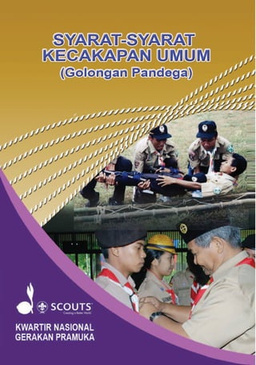 SYARAT-SYARAT
KECAKAPAN UMUM
(Golongan Pandega)
SCOUTS
KWARTIR NASIONAL
GERAKAN PRAMUKA